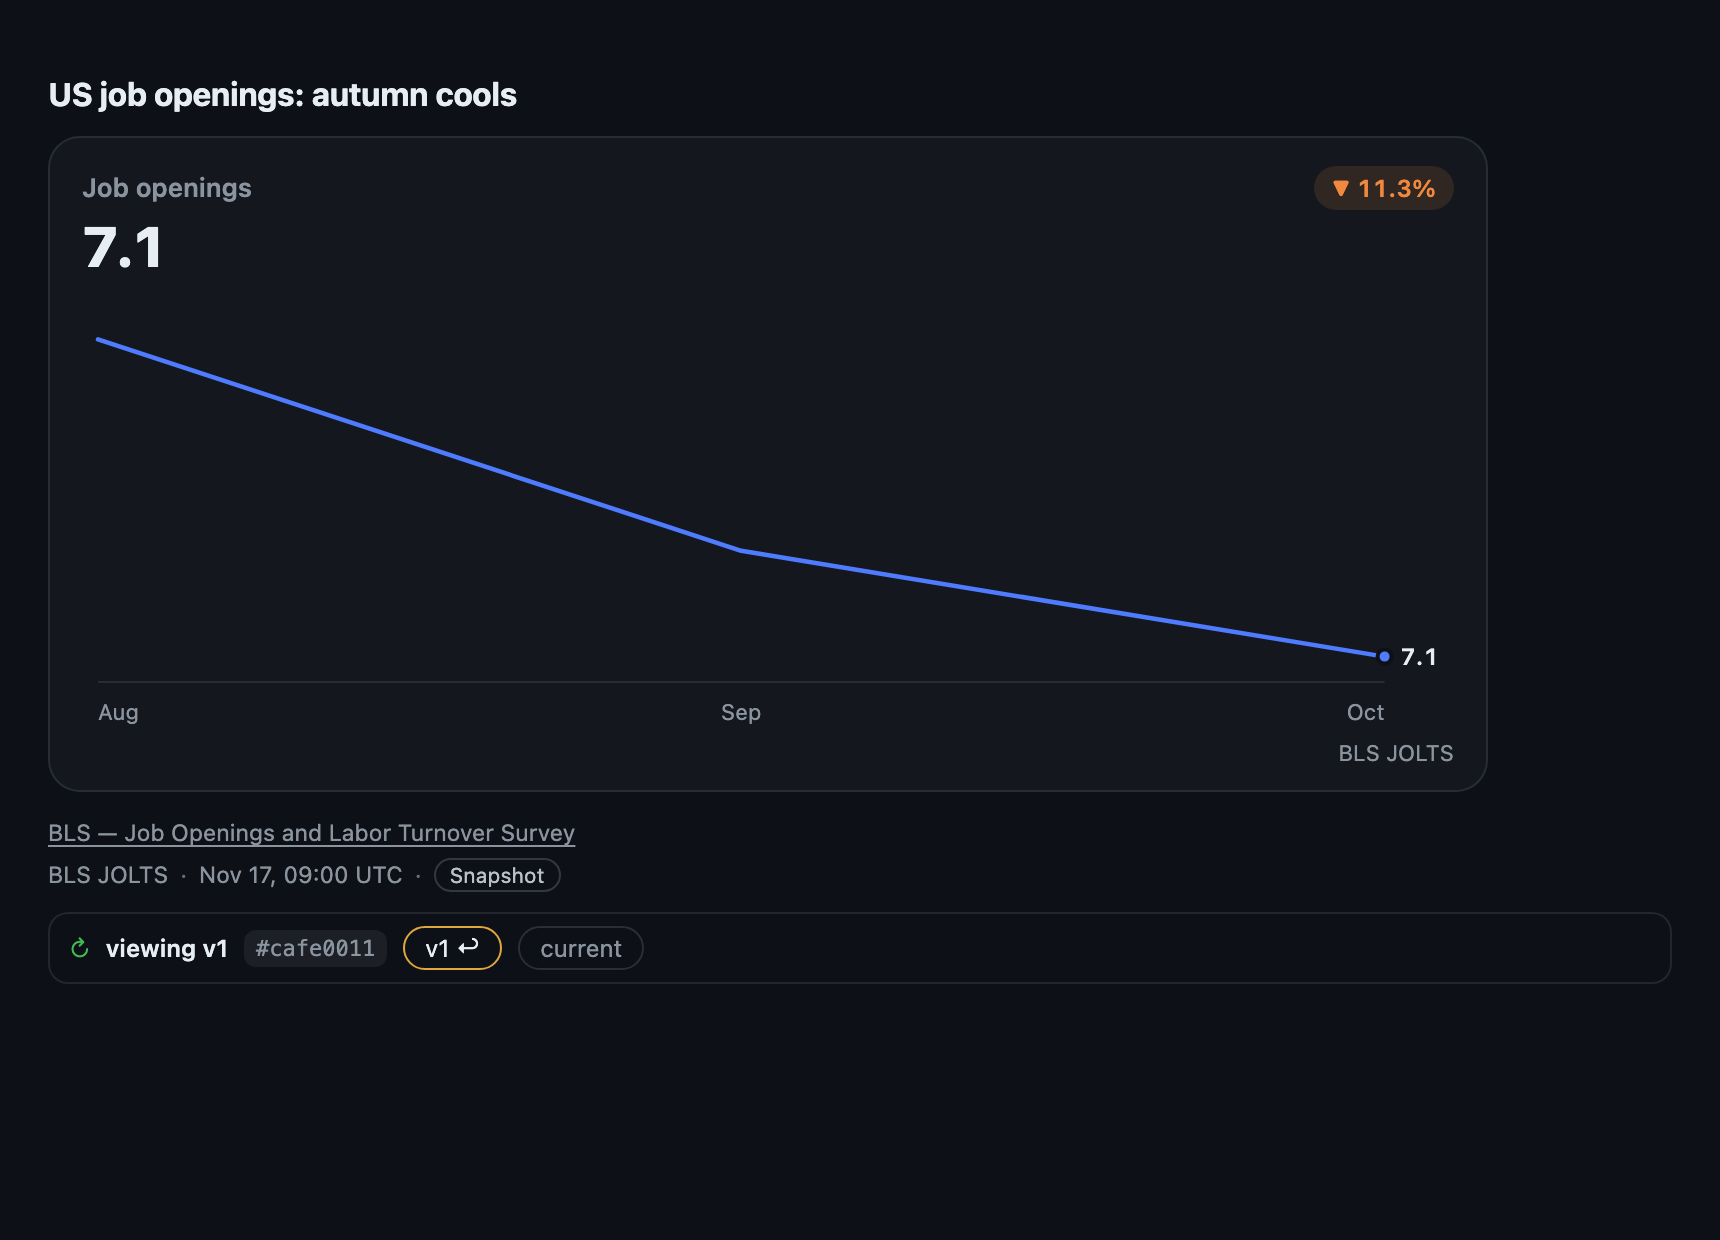 US job openings: autumn cools
Job openings
▼ 11.3%
7.1
7.1
Aug
Sep
Oct
BLS JOLTS
BLS — Job Openings and Labor Turnover Survey
BLS JOLTS · Nov 17, 09:00 UTC · Snapshot
↻ viewing v1 #cafe0011 v1 ↩ current